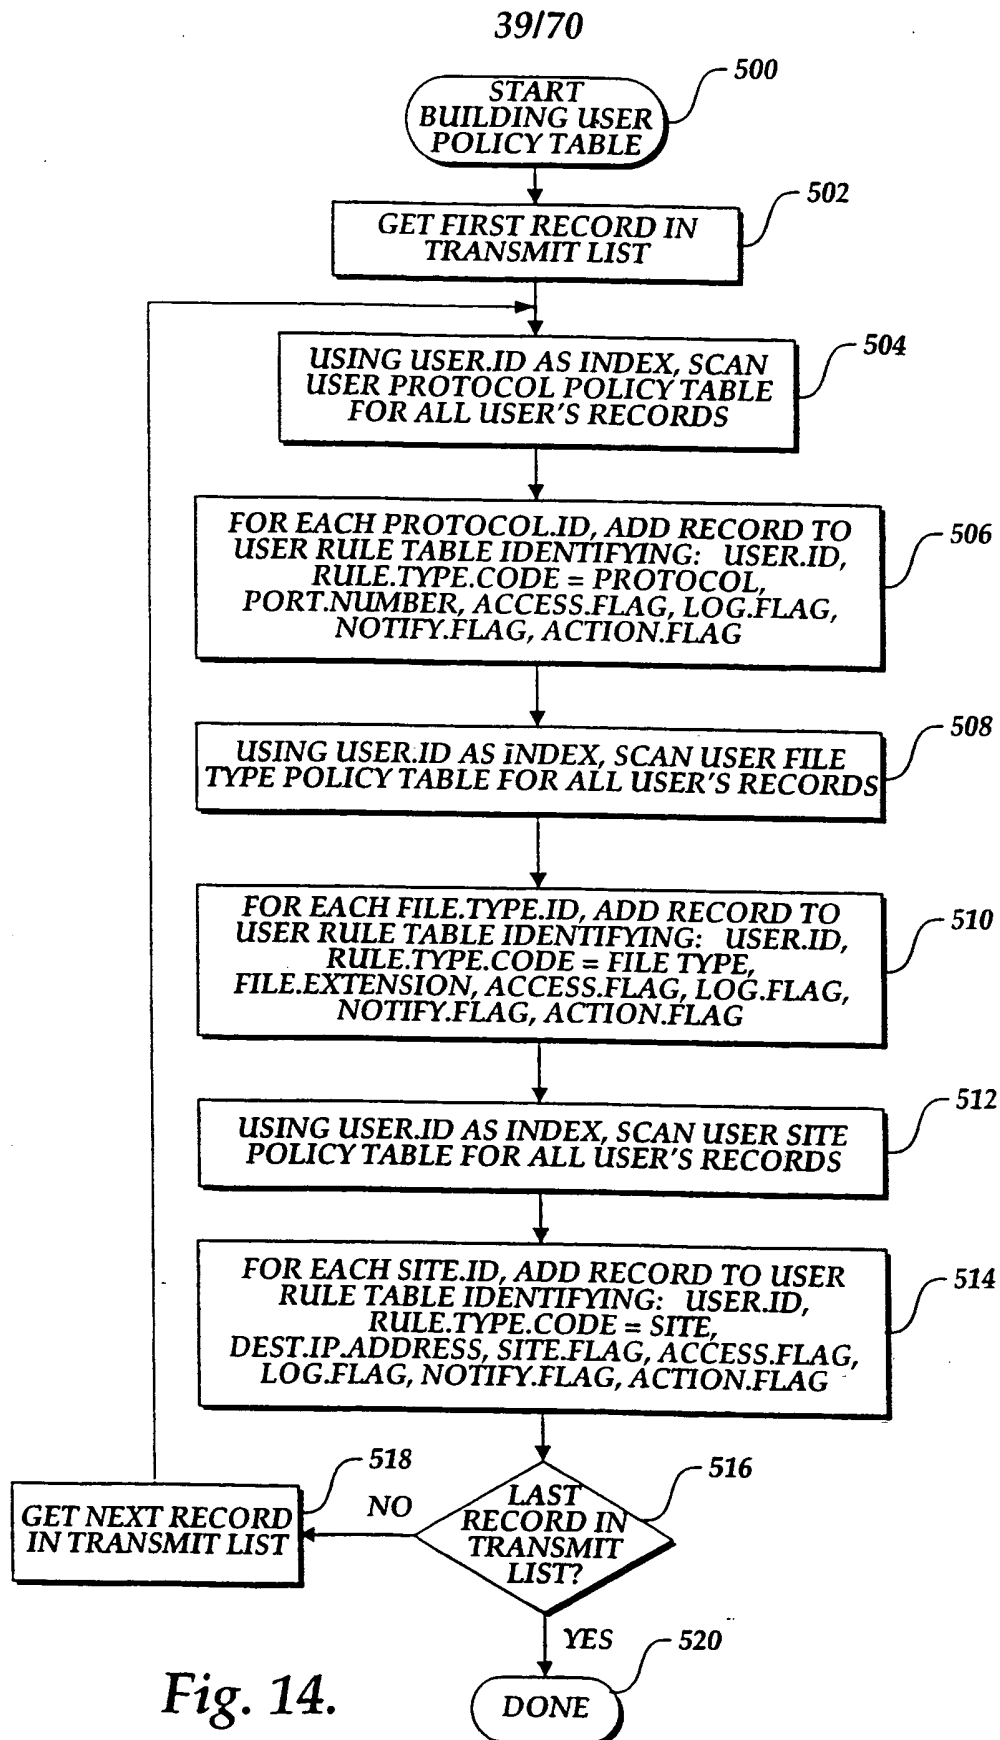 39/70
500
START
BUILDING USER
POLICY TABLE
502
GET FIRST RECORD IN
TRANSMIT LIST
504
USING USER.ID AS INDEX, SCAN
USER PROTOCOL POLICY TABLE
FOR ALL USER'S RECORDS
506
FOR EACH PROTOCOL.ID, ADD RECORD TO
USER RULE TABLE IDENTIFYING: USER.ID,
RULE.TYPE.CODE = PROTOCOL,
PORT.NUMBER, ACCESS.FLAG, LOG.FLAG,
NOTIFY.FLAG, ACTION.FLAG
508
USING USER.ID AS INDEX, SCAN USER FILE
TYPE POLICY TABLE FOR ALL USER'S RECORDS
510
FOR EACH FILE.TYPE.ID, ADD RECORD TO
USER RULE TABLE IDENTIFYING: USER.ID,
RULE.TYPE.CODE = FILE TYPE,
FILE.EXTENSION, ACCESS.FLAG, LOG.FLAG,
NOTIFY.FLAG, ACTION.FLAG
512
USING USER.ID AS INDEX, SCAN USER SITE
POLICY TABLE FOR ALL USER'S RECORDS
514
FOR EACH SITE.ID, ADD RECORD TO USER
RULE TABLE IDENTIFYING: USER.ID,
RULE.TYPE.CODE = SITE,
DEST.IP.ADDRESS, SITE.FLAG, ACCESS.FLAG,
LOG.FLAG, NOTIFY.FLAG, ACTION.FLAG
516
LAST
RECORD IN
TRANSMIT
LIST?
NO
518
GET NEXT RECORD
IN TRANSMIT LIST
YES
520
DONE
Fig. 14.